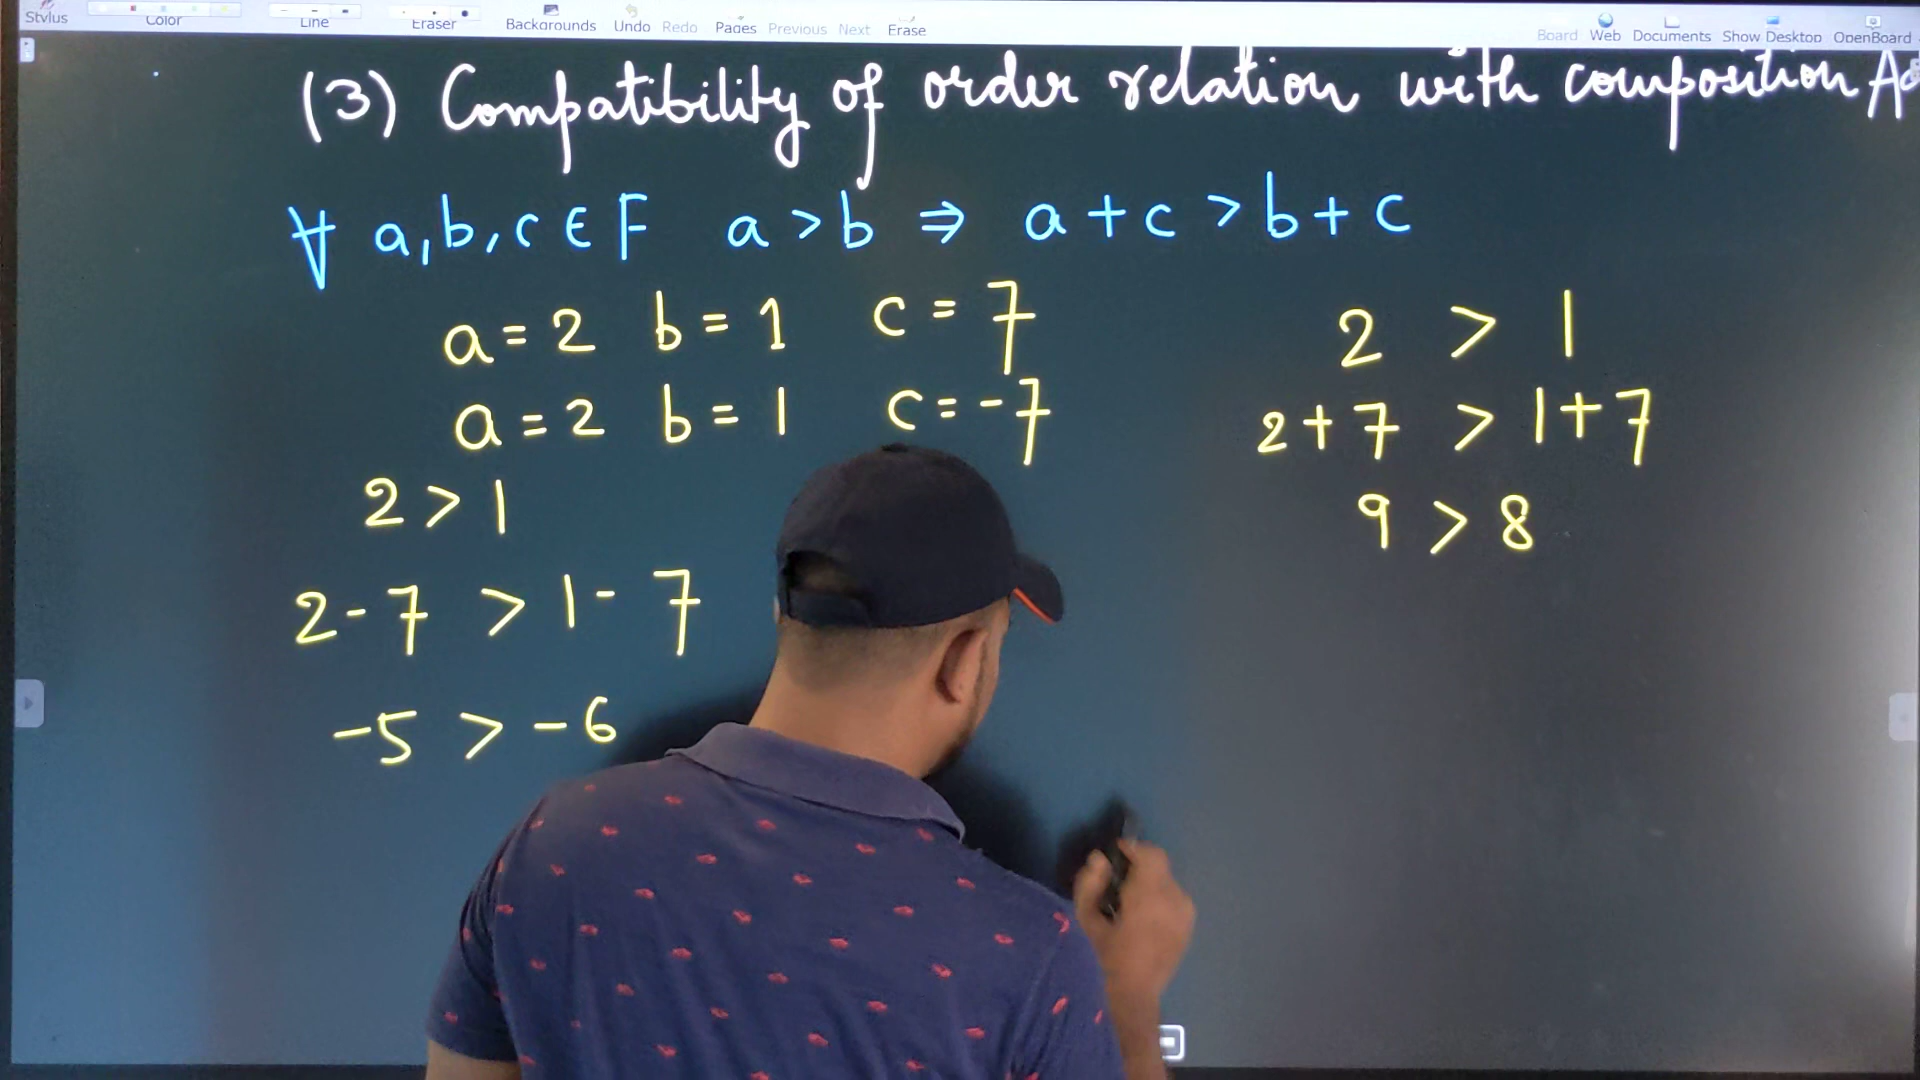 Stylus Color Line Eraser Backgrounds Undo Redo Pages Previous Next Erase Board Web Documents Show Desktop OpenBoard
(3) Compatibility of order relation with composition
∀ a, b, c ∈ F a > b ⇒ a + c > b + c
a = 2 b = 1 c = 7
a = 2 b = 1 c = -7
2 > 1
2 - 7 > 1 - 7
-5 > -6
2 > 1
2 + 7 > 1 + 7
9 > 8